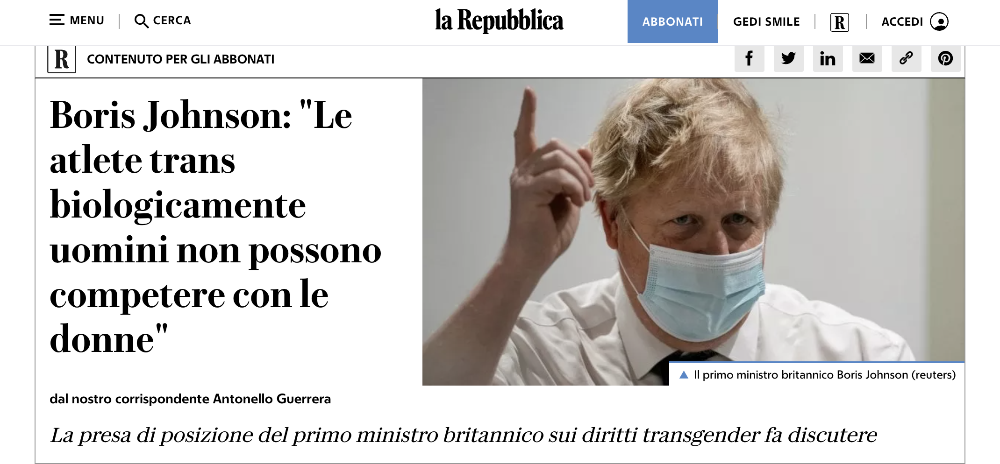 MENU
CERCA
la Repubblica
ABBONATI
GEDI SMILE
R
ACCEDI
R
CONTENUTO PER GLI ABBONATI
f
in
Boris Johnson: "Le
atlete trans
biologicamente
uomini non possono
competere con le
donne"
Il primo ministro britannico Boris Johnson (reuters)
dal nostro corrispondente Antonello Guerrera
La presa di posizione del primo ministro britannico sui diritti transgender fa discutere